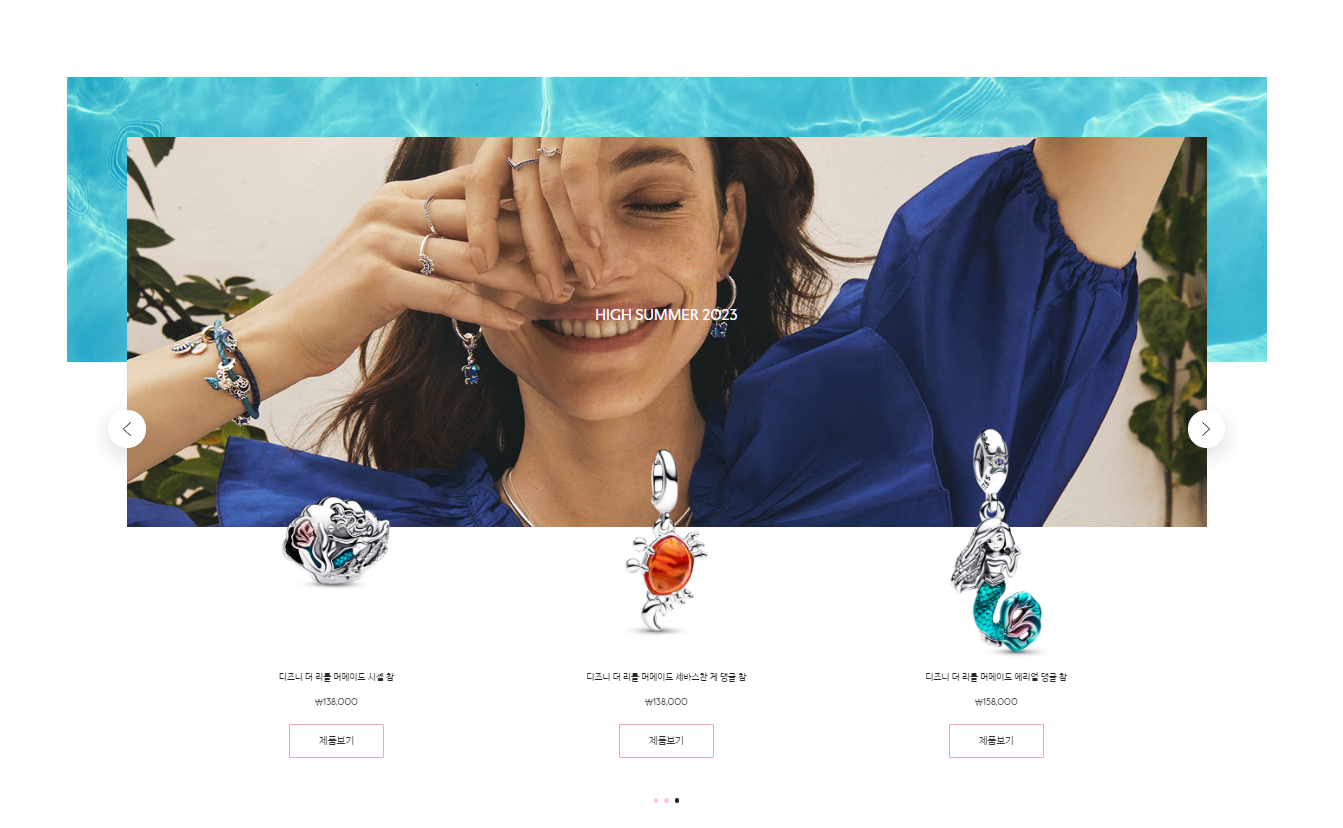 HIGH SUMMER 2023
디즈니 더 리틀 머메이드 시셸 참
₩138,000
제품보기
디즈니 더 리틀 머메이드 세바스찬 게 댕글 참
₩138,000
제품보기
디즈니 더 리틀 머메이드 에리얼 댕글 참
₩158,000
제품보기